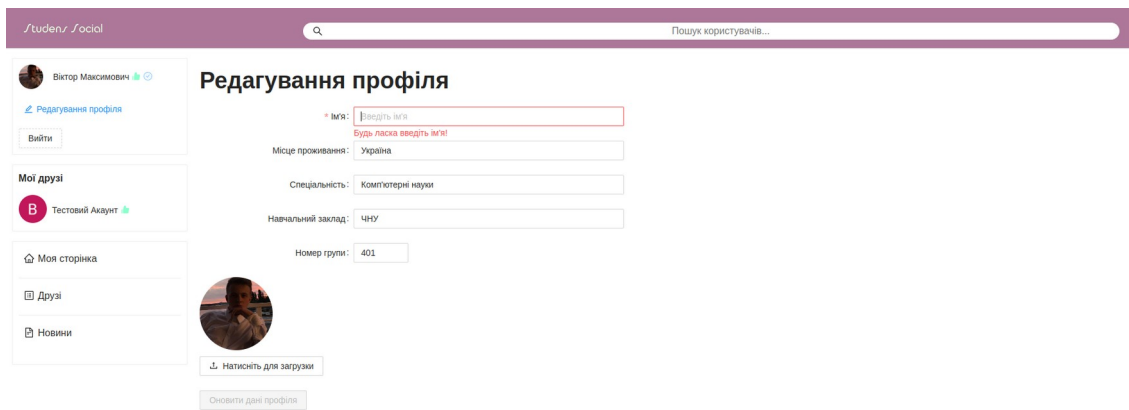 Studens Social
Пошук користувачів...
Віктор Максимович
Редагування профіля
Вийти
Мої друзі
В
Тестовий Акаунт
Моя сторінка
Друзі
Новини
Редагування профіля
* Ім'я:
Введіть ім'я
Будь ласка введіть ім'я!
Місце проживання:
Україна
Спеціальність:
Комп'ютерні науки
Навчальний заклад:
ЧНУ
Номер групи:
401
Натисніть для загрузки
Оновити дані профіля